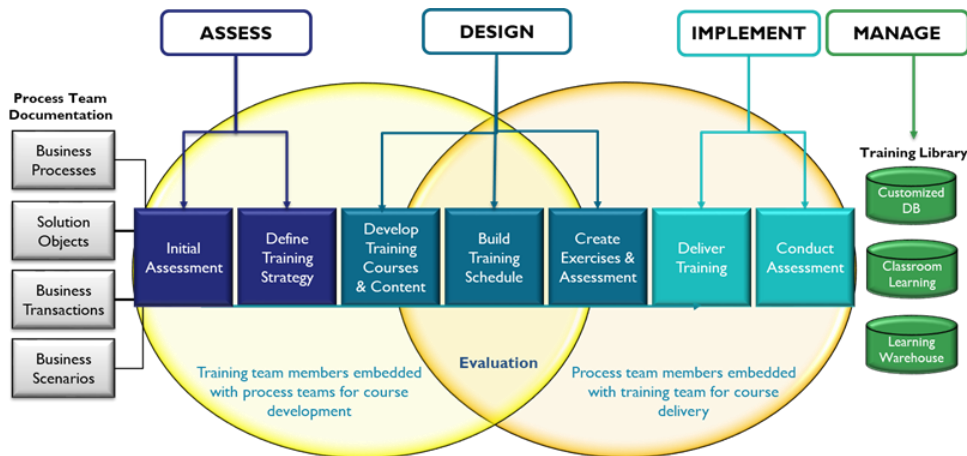 ASSESS
DESIGN
IMPLEMENT
MANAGE
Process Team
Documentation
Business
Processes
Solution
Objects
Business
Transactions
Business
Scenarios
Initial
Assessment
Define
Training
Strategy
Develop
Training
Courses
& Content
Build
Training
Schedule
Create
Exercises &
Assessment
Deliver
Training
Conduct
Assessment
Training Library
Customized
DB
Classroom
Learning
Learning
Warehouse
Training team members embedded
with process teams for course
development
Evaluation
Process team members embedded
with training team for course
delivery